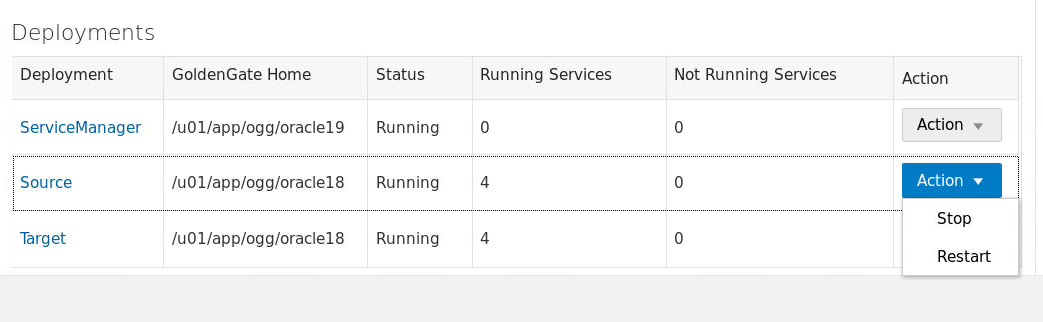 Deployments
Deployment GoldenGate Home Status Running Services Not Running Services Action
ServiceManager /u01/app/ogg/oracle19 Running 0 0 Action
Source /u01/app/ogg/oracle18 Running 4 0 Action
Stop
Target /u01/app/ogg/oracle18 Running 4 0
Restart